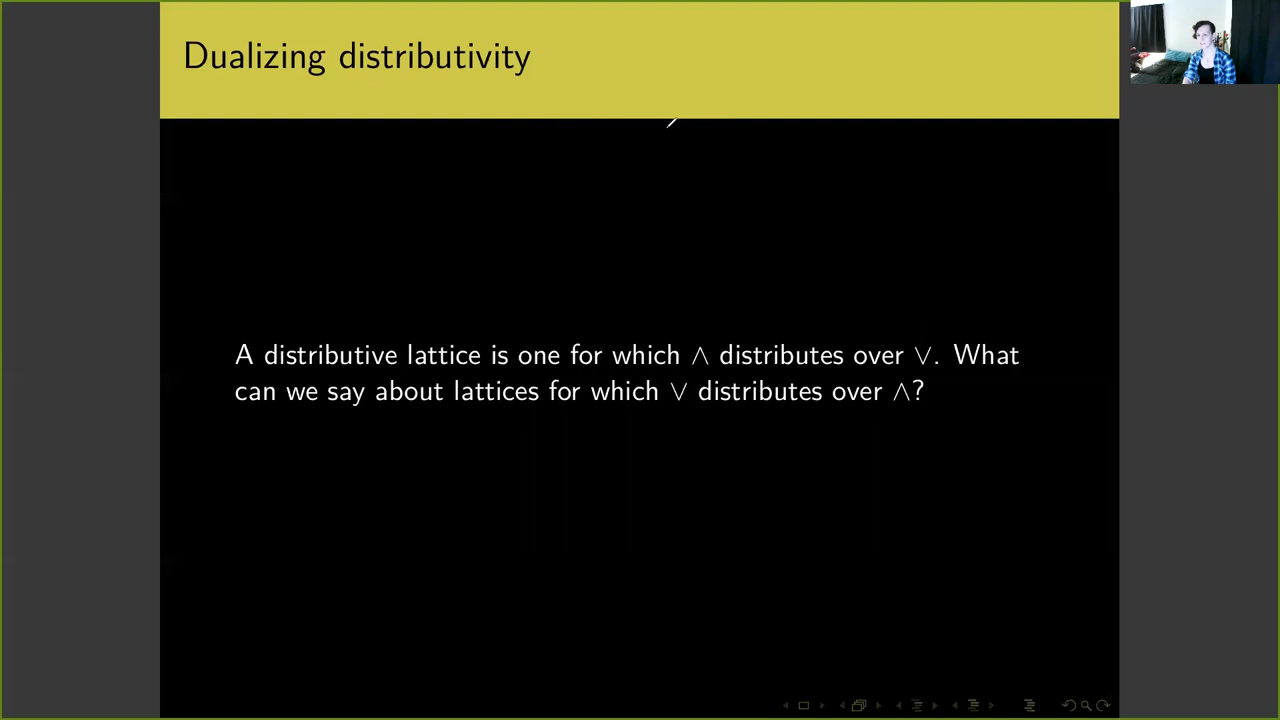 Dualizing distributivity
A distributive lattice is one for which ∧ distributes over ∨. What
can we say about lattices for which ∨ distributes over ∧?